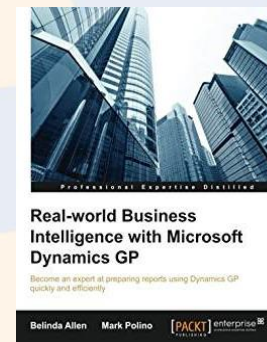 Professional Expertise Distilled
Real-world Business
Intelligence with Microsoft
Dynamics GP
Become an expert at preparing reports using Dynamics GP
quickly and efficiently
Belinda Allen Mark Polino [PACKT] enterprise
PUBLISHING